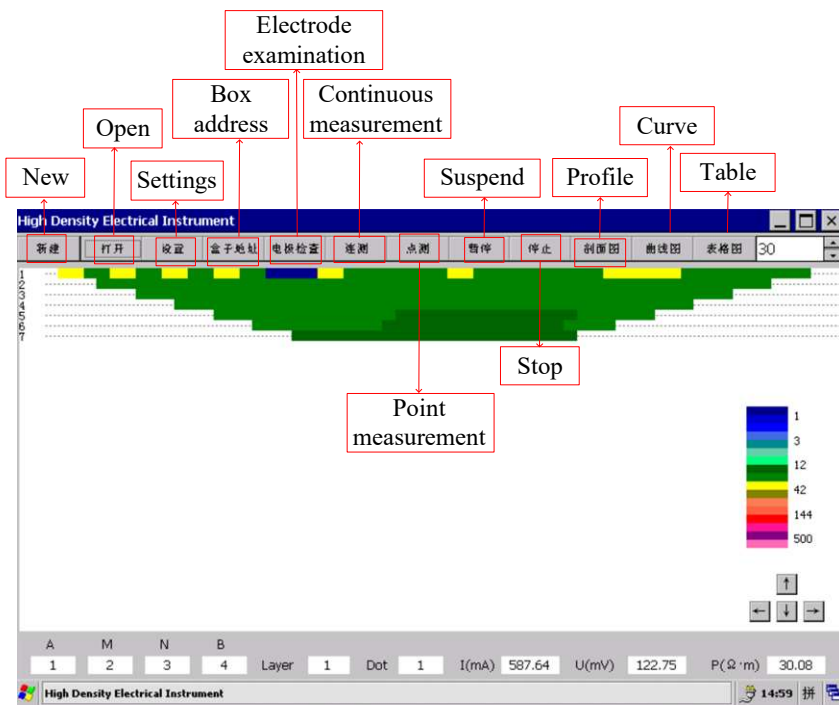 Electrode
examination
Box
address
Continuous
measurement
Open
Curve
New
Settings
Suspend
Profile
Table
High Density Electrical Instrument
新建 打开 设置 盒子地址 电极检查 连测 点测 暂停 停止 剖面图 曲线图 表格图 30
1
2
3
4
5
6
7
Stop
Point
measurement
1
3
12
42
144
500
↑
← ↓ →
A M N B
1 2 3 4 Layer 1 Dot 1 I(mA) 587.64 U(mV) 122.75 P(Ω·m) 30.08
High Density Electrical Instrument 14:59 拼